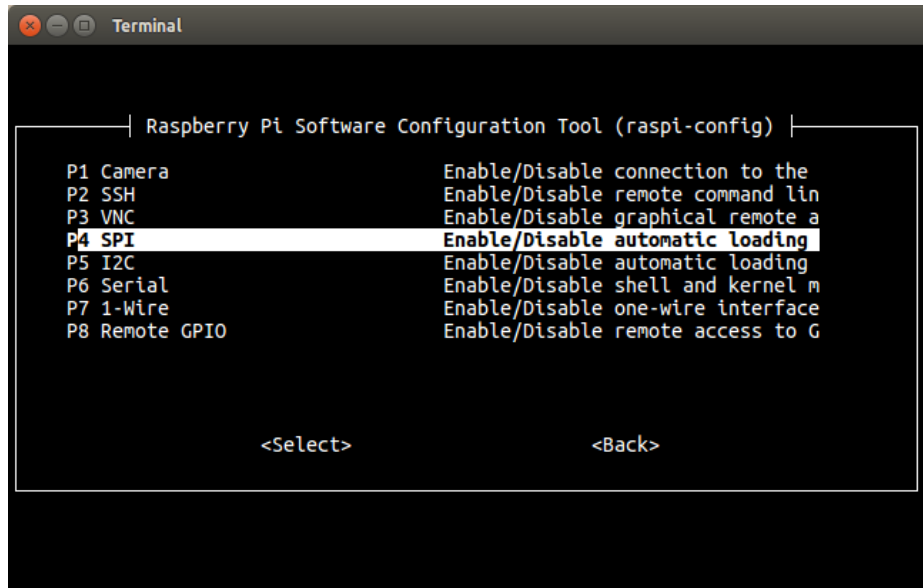 Terminal
Raspberry Pi Software Configuration Tool (raspi-config)
P1 Camera Enable/Disable connection to the
P2 SSH Enable/Disable remote command lin
P3 VNC Enable/Disable graphical remote a
P4 SPI Enable/Disable automatic loading
P5 I2C Enable/Disable automatic loading
P6 Serial Enable/Disable shell and kernel m
P7 1-Wire Enable/Disable one-wire interface
P8 Remote GPIO Enable/Disable remote access to G
<Select> <Back>